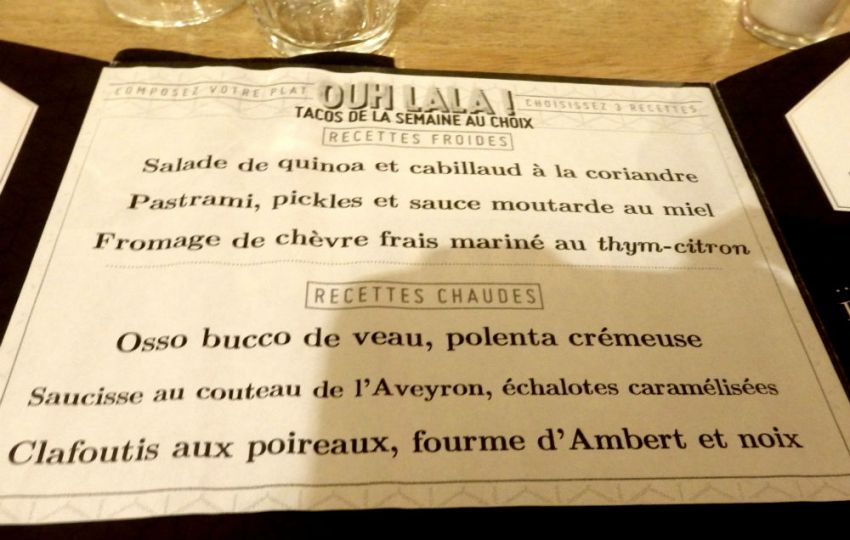 COMPOSEZ VOTRE PLAT
OUH LALA !
CHOISISSEZ 3 RECETTES
TACOS DE LA SEMAINE AU CHOIX
RECETTES FROIDES
Salade de quinoa et cabillaud à la coriandre
Pastrami, pickles et sauce moutarde au miel
Fromage de chèvre frais mariné au thym-citron
RECETTES CHAUDES
Osso bucco de veau, polenta crémeuse
Saucisse au couteau de l'Aveyron, échalotes caramélisées
Clafoutis aux poireaux, fourme d'Ambert et noix